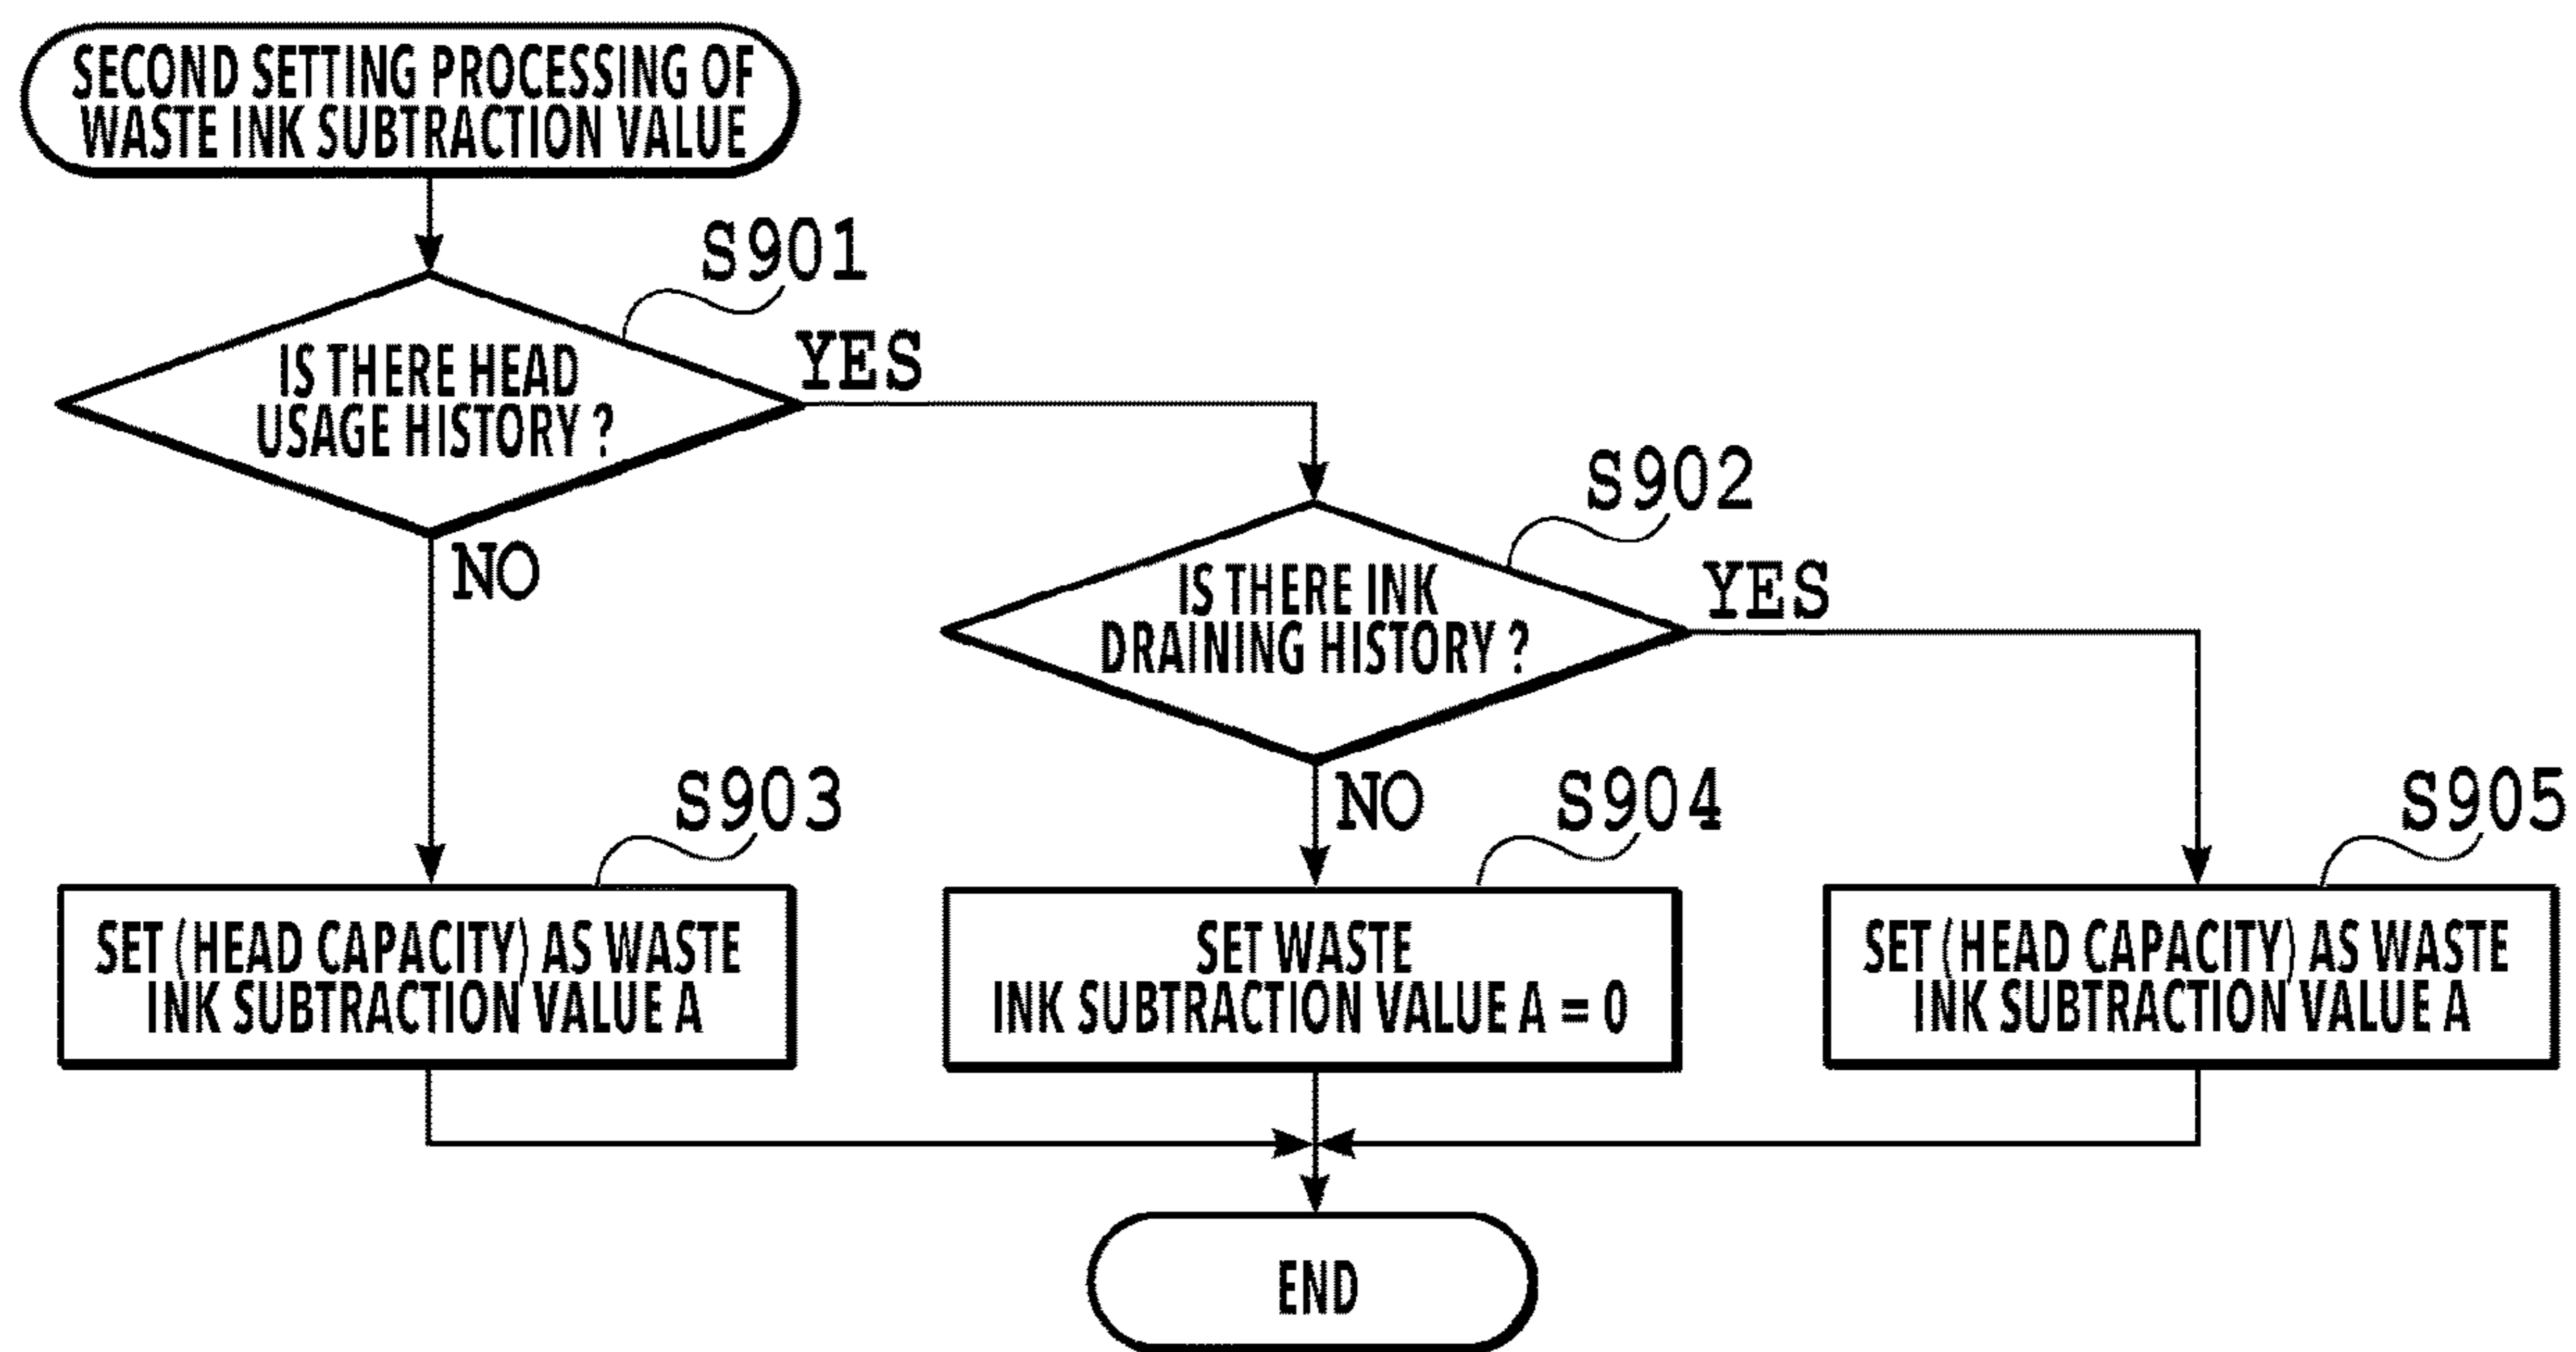 SECOND SETTING PROCESSING OF
WASTE INK SUBTRACTION VALUE
S901
IS THERE HEAD
USAGE HISTORY ?
YES
NO
S902
IS THERE INK
DRAINING HISTORY ?
YES
NO
S903
SET (HEAD CAPACITY) AS WASTE
INK SUBTRACTION VALUE A
S904
SET WASTE
INK SUBTRACTION VALUE A = 0
S905
SET (HEAD CAPACITY) AS WASTE
INK SUBTRACTION VALUE A
END